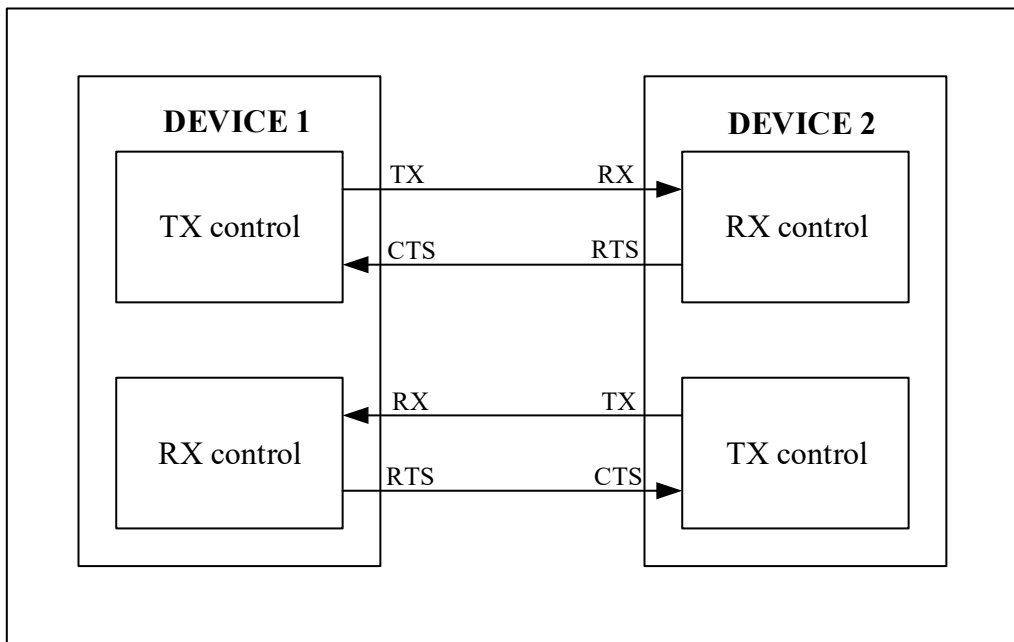 DEVICE 1
DEVICE 2
TX control
TX
RX
RX control
CTS
RTS
RX control
RX
TX
TX control
RTS
CTS